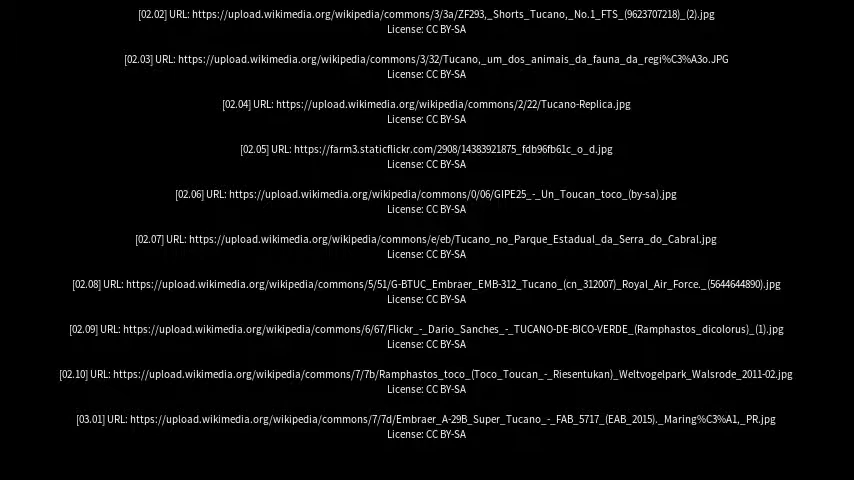 [02.02] URL: https://upload.wikimedia.org/wikipedia/commons/3/3a/ZF293,_Shorts_Tucano,_No.1_FTS_(9623707218)_(2).jpg
License: CC BY-SA
[02.03] URL: https://upload.wikimedia.org/wikipedia/commons/3/32/Tucano,_um_dos_animais_da_fauna_da_regi%C3%A3o.JPG
License: CC BY-SA
[02.04] URL: https://upload.wikimedia.org/wikipedia/commons/2/22/Tucano-Replica.jpg
License: CC BY-SA
[02.05] URL: https://farm3.staticflickr.com/2908/14383921875_fdb96fb61c_o_d.jpg
License: CC BY-SA
[02.06] URL: https://upload.wikimedia.org/wikipedia/commons/0/06/GIPE25_-_Un_Toucan_toco_(by-sa).jpg
License: CC BY-SA
[02.07] URL: https://upload.wikimedia.org/wikipedia/commons/e/eb/Tucano_no_Parque_Estadual_da_Serra_do_Cabral.jpg
License: CC BY-SA
[02.08] URL: https://upload.wikimedia.org/wikipedia/commons/5/51/G-BTUC_Embraer_EMB-312_Tucano_(cn_312007)_Royal_Air_Force._(5644644890).jpg
License: CC BY-SA
[02.09] URL: https://upload.wikimedia.org/wikipedia/commons/6/67/Flickr_-_Dario_Sanches_-_TUCANO-DE-BICO-VERDE_(Ramphastos_dicolorus)_(1).jpg
License: CC BY-SA
[02.10] URL: https://upload.wikimedia.org/wikipedia/commons/7/7b/Ramphastos_toco_(Toco_Toucan_-_Riesentukan)_Weltvogelpark_Walsrode_2011-02.jpg
License: CC BY-SA
[03.01] URL: https://upload.wikimedia.org/wikipedia/commons/7/7d/Embraer_A-29B_Super_Tucano_-_FAB_5717_(EAB_2015)._Maring%C3%A1,_PR.jpg
License: CC BY-SA